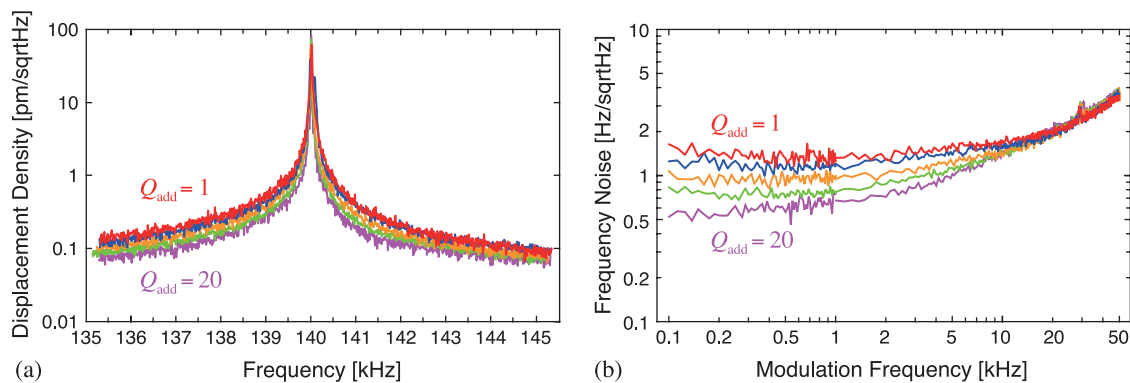 Displacement Density [pm/sqrtHz]
100
10
1
0.1
0.01
Q_add = 1
Q_add = 20
135 136 137 138 139 140 141 142 143 144 145
(a) Frequency [kHz]
Frequency Noise [Hz/sqrtHz]
10
5
2
1
0.5
0.2
0.1
Q_add = 1
Q_add = 20
0.1 0.2 0.5 1 2 5 10 20 50
(b) Modulation Frequency [kHz]